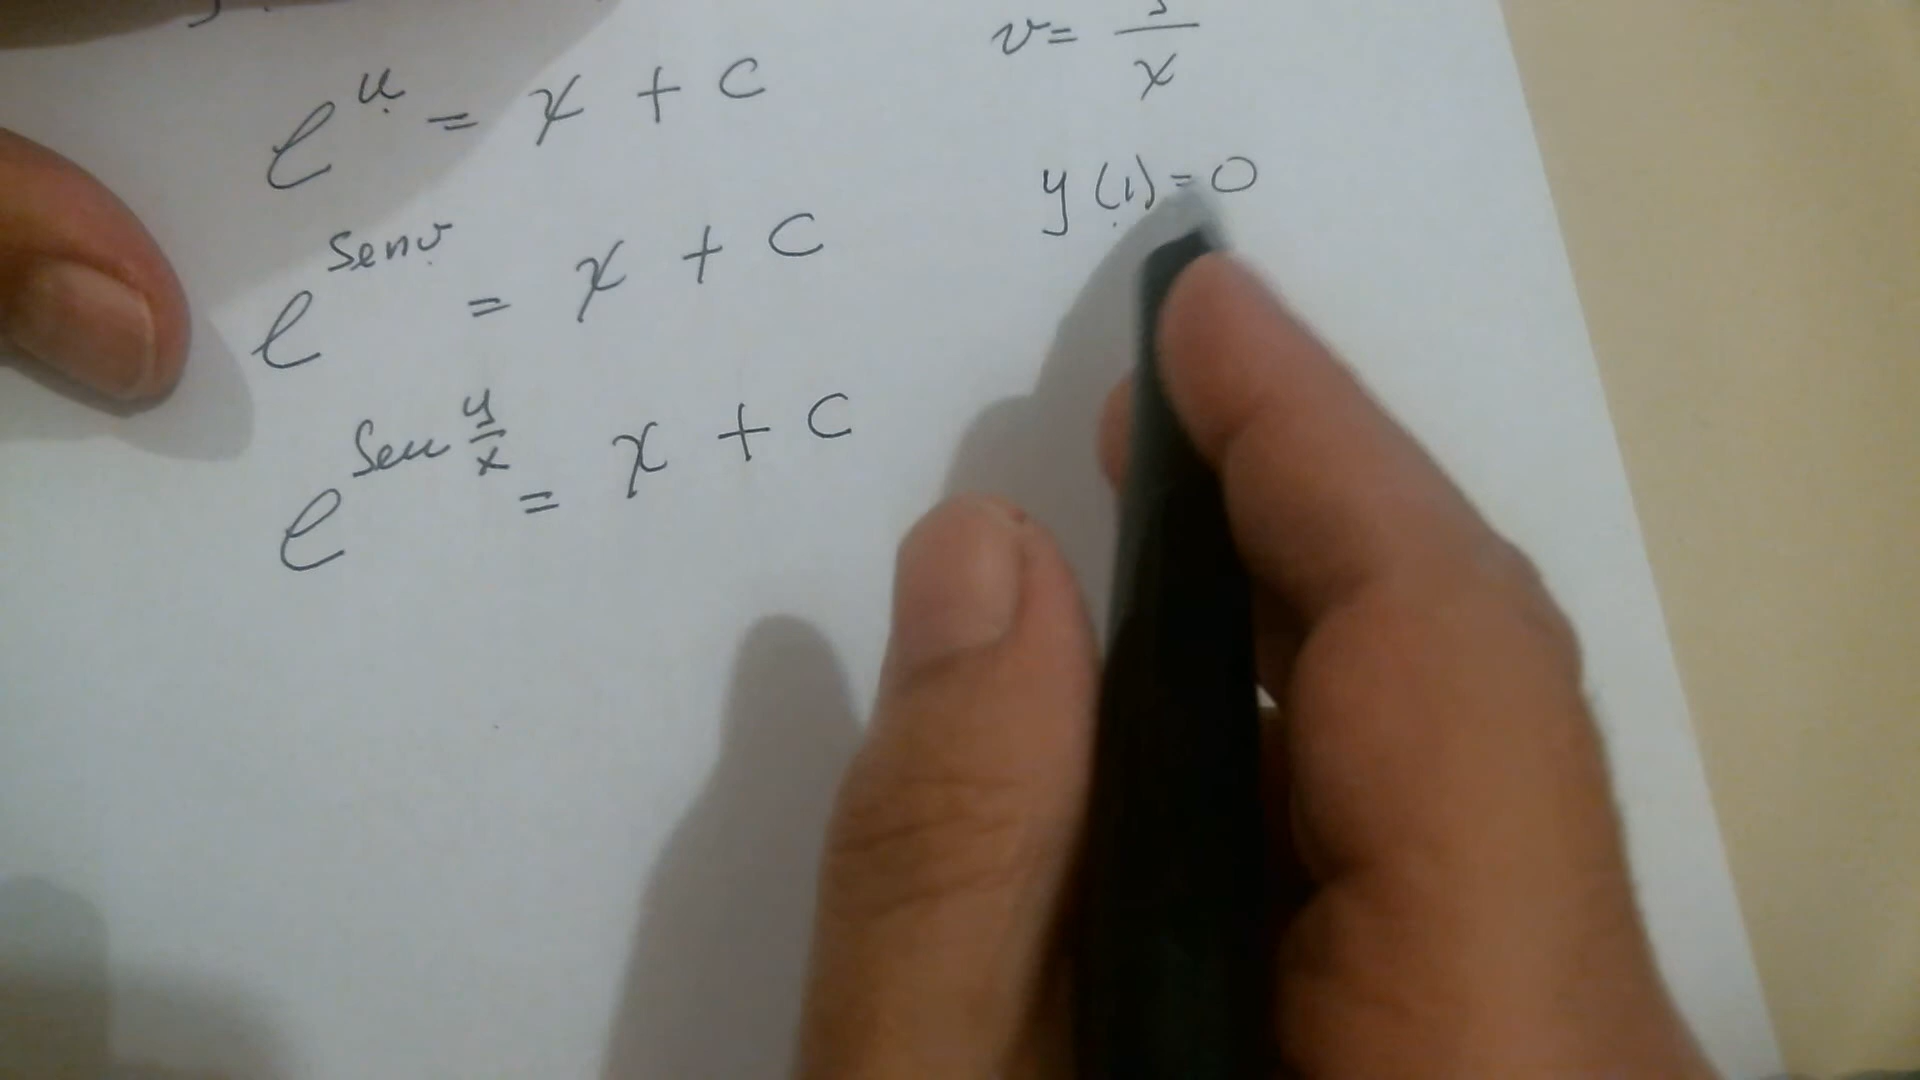 e^u = x + C
v = y/x
y(1) = 0
e^Senv = x + C
e^Sen y/x = x + C